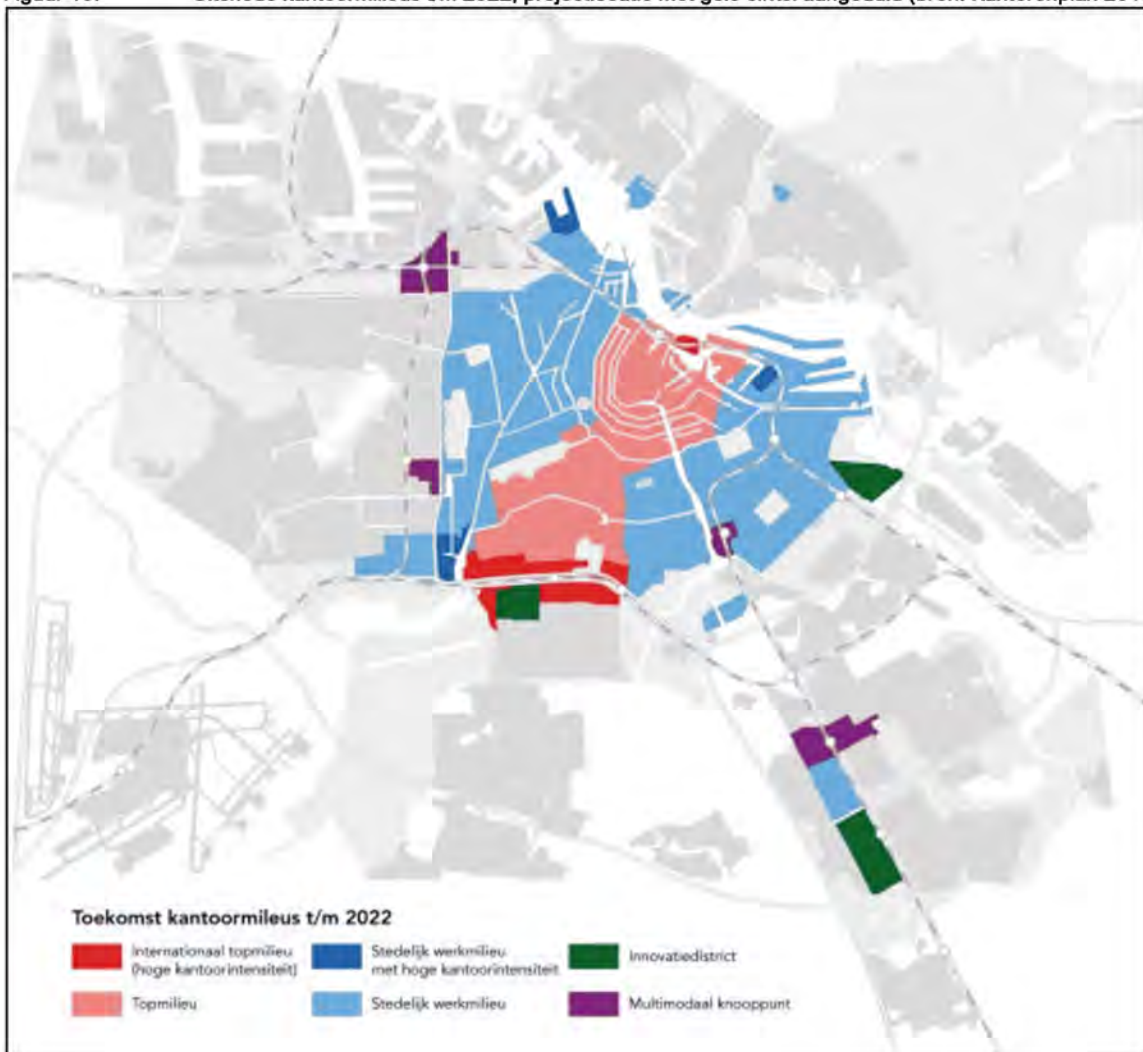 Toekomst kantoormileus t/m 2022
Internationaal topmilieu
(hoge kantoorintensiteit)
Stedelijk werkmilieu
met hoge kantoorintensiteit
Innovatiedistrict
Topmilieu
Stedelijk werkmilieu
Multimodaal knooppunt